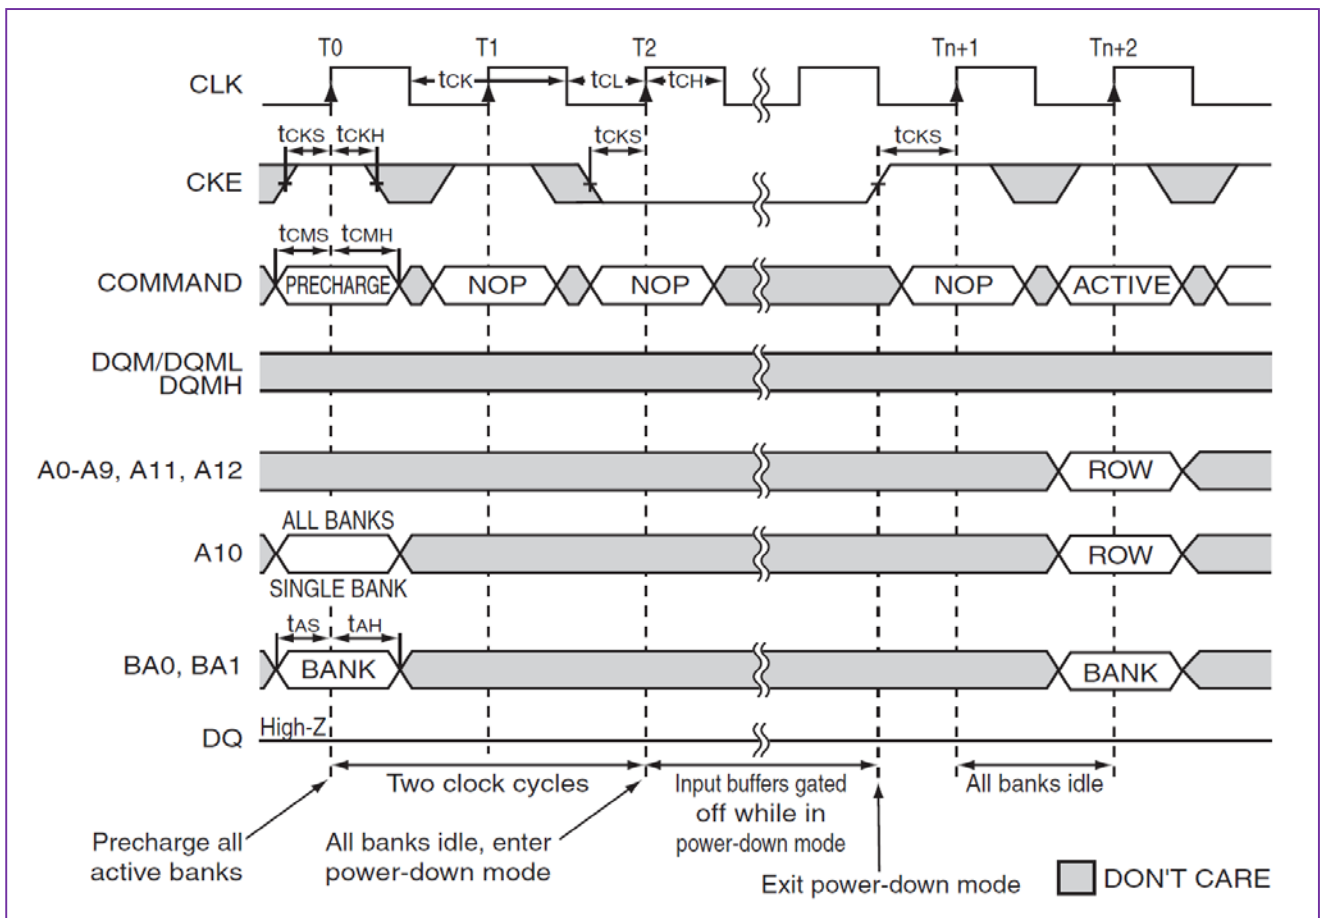 T0 T1 T2 Tn+1 Tn+2
CLK tCK tCL tCH
tCKS tCKH tCKS tCKS
CKE
tCMS tCMH
COMMAND PRECHARGE NOP NOP NOP ACTIVE
DQM/DQML
DQMH
A0-A9, A11, A12 ROW
ALL BANKS
A10 ROW
SINGLE BANK
tAS tAH
BA0, BA1 BANK BANK
High-Z
DQ
Two clock cycles
Input buffers gated
off while in
power-down mode
All banks idle
Precharge all
active banks
All banks idle, enter
power-down mode
Exit power-down mode
DON'T CARE